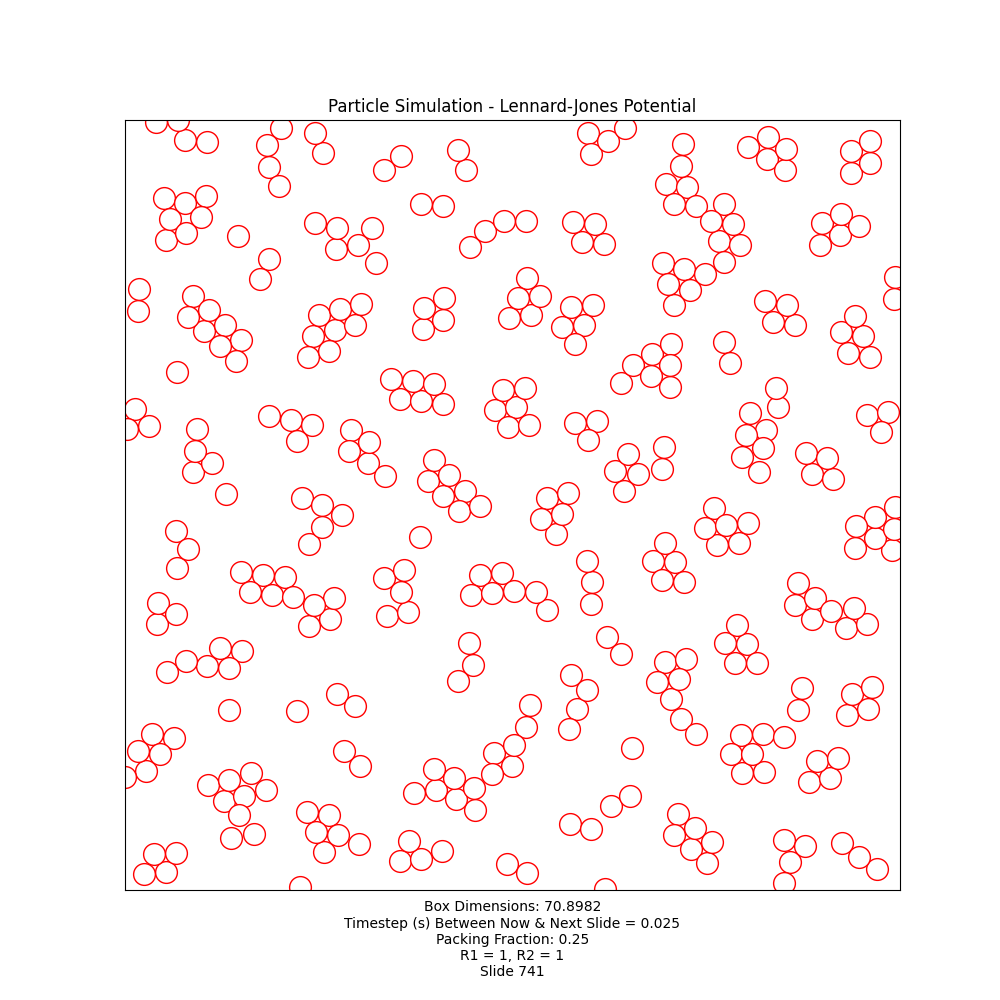 Particle Simulation - Lennard-Jones Potential
Box Dimensions: 70.8982
Timestep (s) Between Now & Next Slide = 0.025
Packing Fraction: 0.25
R1 = 1, R2 = 1
Slide 741